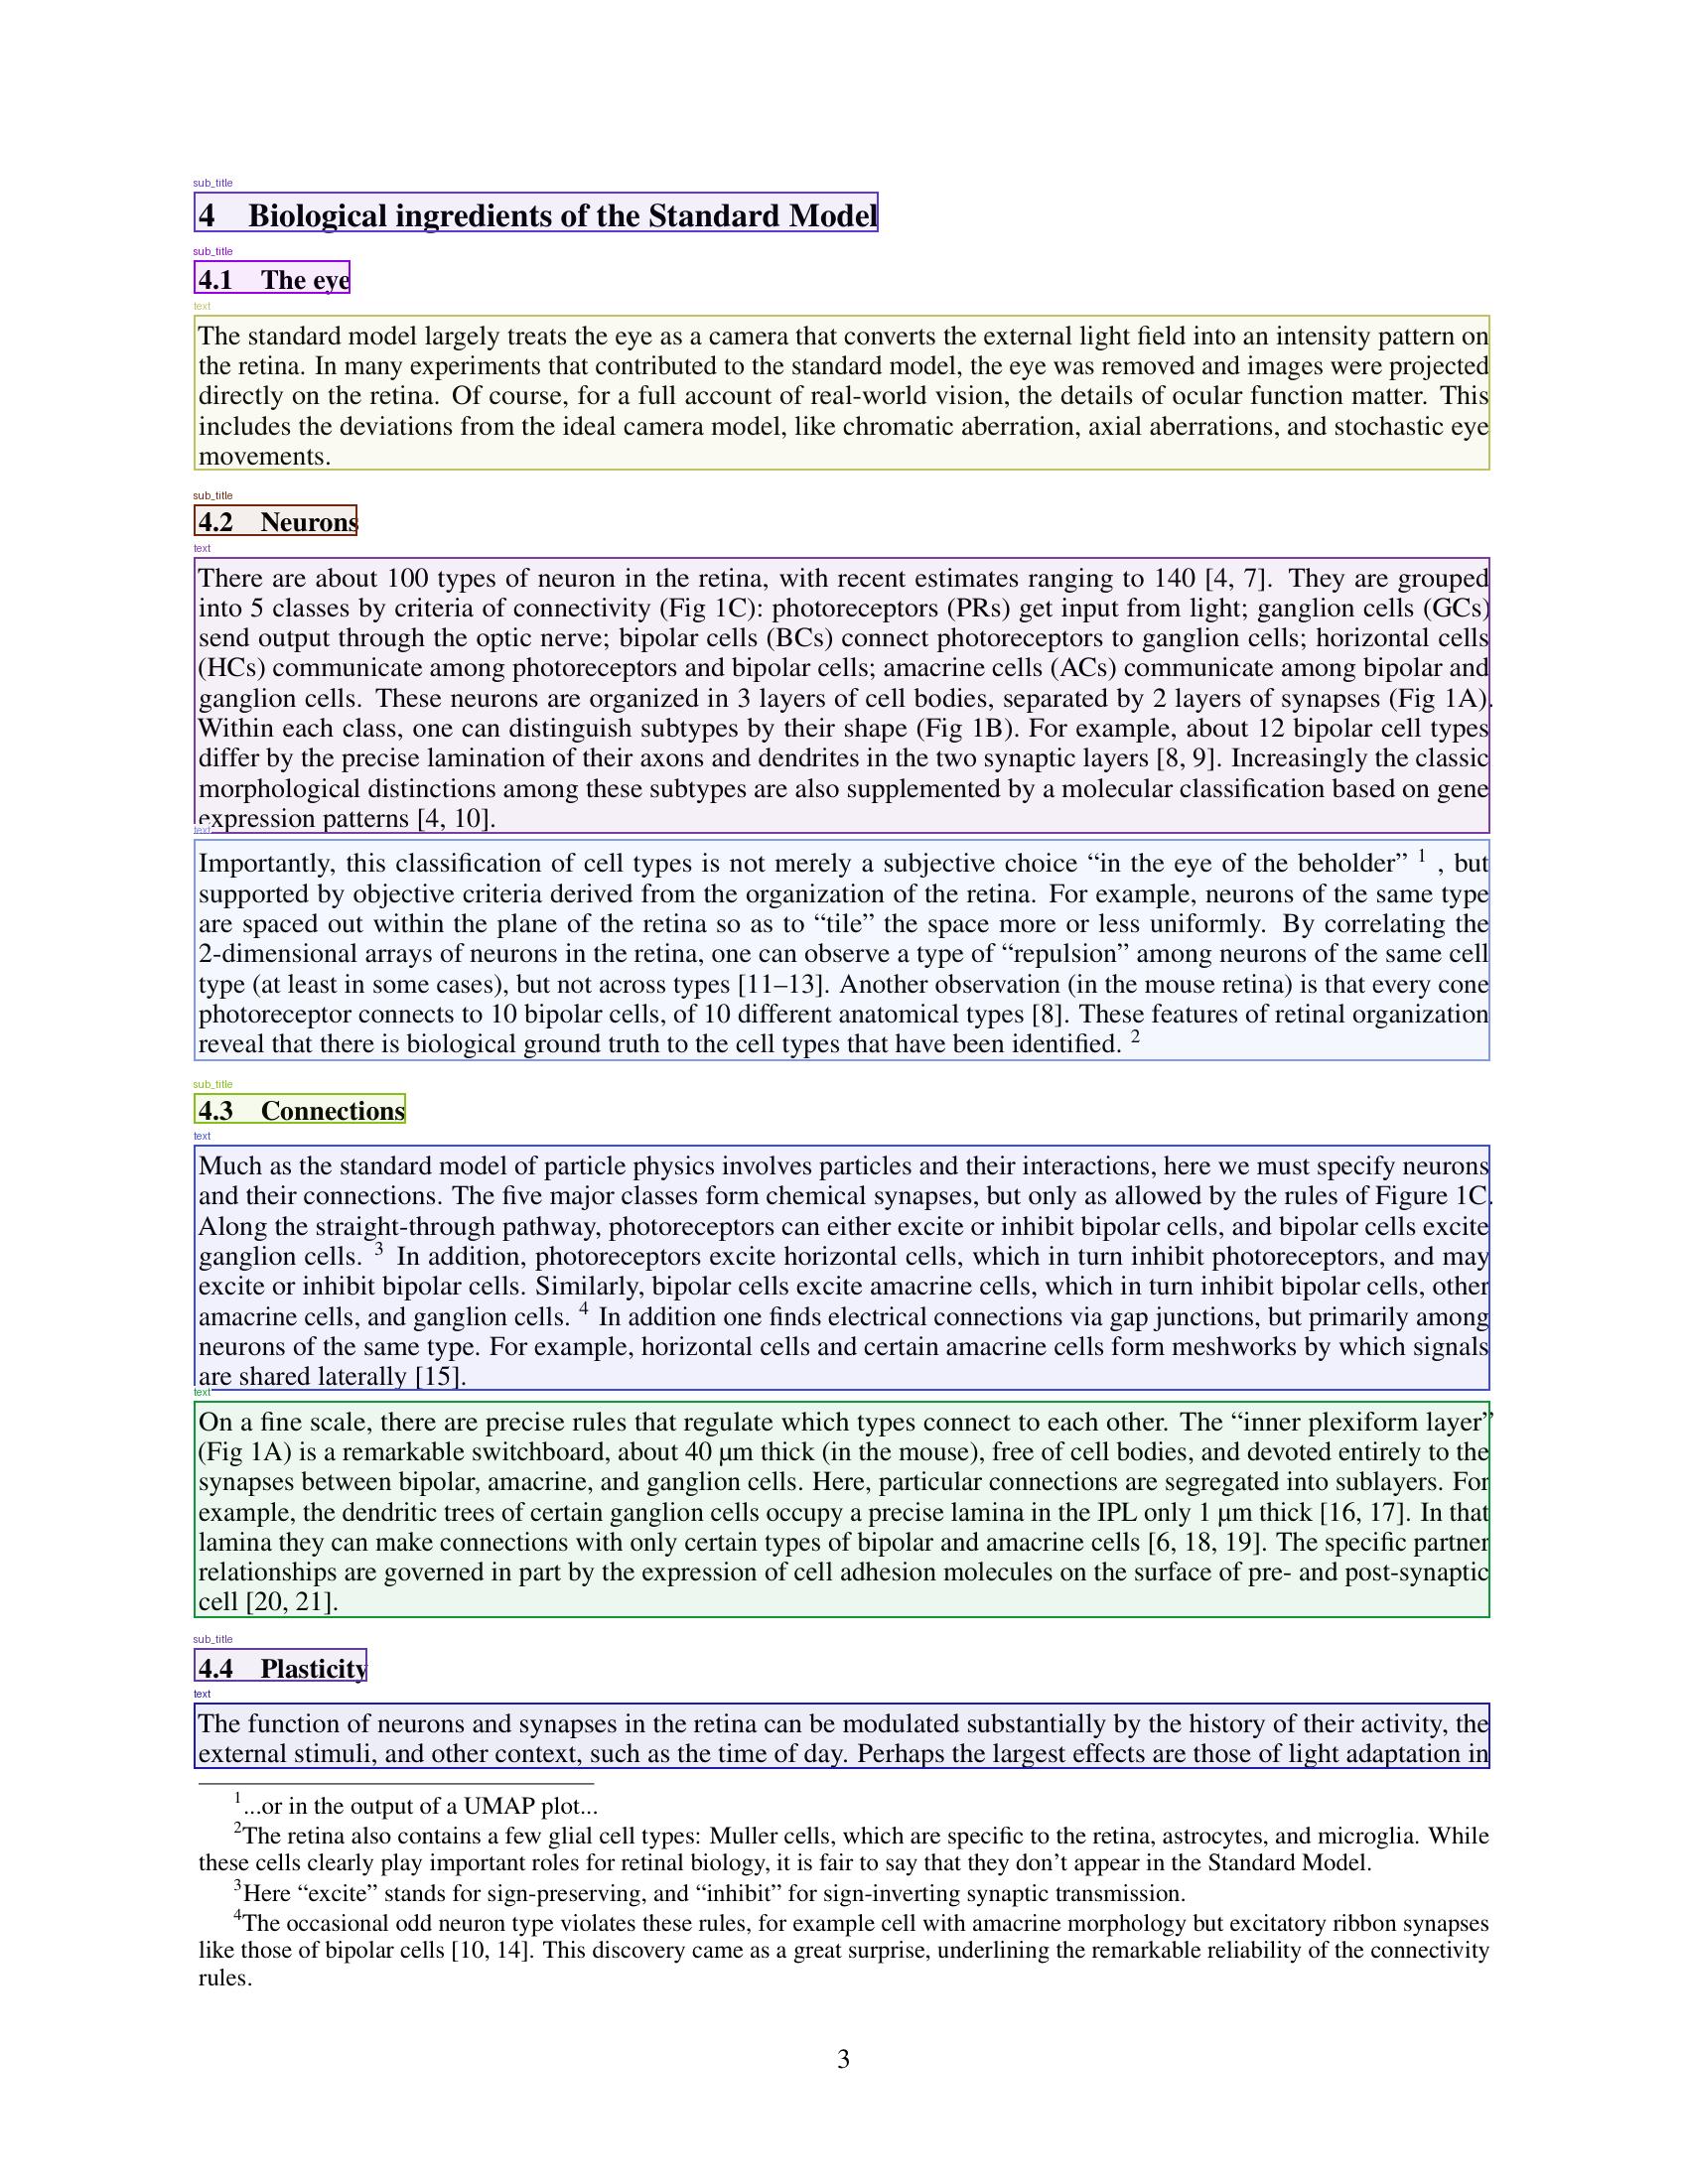 sub_title
4 Biological ingredients of the Standard Model
sub_title
4.1 The eye
text
The standard model largely treats the eye as a camera that converts the external light field into an intensity pattern on
the retina. In many experiments that contributed to the standard model, the eye was removed and images were projected
directly on the retina. Of course, for a full account of real-world vision, the details of ocular function matter. This
includes the deviations from the ideal camera model, like chromatic aberration, axial aberrations, and stochastic eye
movements.
sub_title
4.2 Neurons
text
There are about 100 types of neuron in the retina, with recent estimates ranging to 140 [4, 7]. They are grouped
into 5 classes by criteria of connectivity (Fig 1C): photoreceptors (PRs) get input from light; ganglion cells (GCs)
send output through the optic nerve; bipolar cells (BCs) connect photoreceptors to ganglion cells; horizontal cells
(HCs) communicate among photoreceptors and bipolar cells; amacrine cells (ACs) communicate among bipolar and
ganglion cells. These neurons are organized in 3 layers of cell bodies, separated by 2 layers of synapses (Fig 1A).
Within each class, one can distinguish subtypes by their shape (Fig 1B). For example, about 12 bipolar cell types
differ by the precise lamination of their axons and dendrites in the two synaptic layers [8, 9]. Increasingly the classic
morphological distinctions among these subtypes are also supplemented by a molecular classification based on gene
expression patterns [4, 10].
text
Importantly, this classification of cell types is not merely a subjective choice “in the eye of the beholder” 1 , but
supported by objective criteria derived from the organization of the retina. For example, neurons of the same type
are spaced out within the plane of the retina so as to “tile” the space more or less uniformly. By correlating the
2-dimensional arrays of neurons in the retina, one can observe a type of “repulsion” among neurons of the same cell
type (at least in some cases), but not across types [11–13]. Another observation (in the mouse retina) is that every cone
photoreceptor connects to 10 bipolar cells, of 10 different anatomical types [8]. These features of retinal organization
reveal that there is biological ground truth to the cell types that have been identified. 2
sub_title
4.3 Connections
text
Much as the standard model of particle physics involves particles and their interactions, here we must specify neurons
and their connections. The five major classes form chemical synapses, but only as allowed by the rules of Figure 1C.
Along the straight-through pathway, photoreceptors can either excite or inhibit bipolar cells, and bipolar cells excite
ganglion cells. 3 In addition, photoreceptors excite horizontal cells, which in turn inhibit photoreceptors, and may
excite or inhibit bipolar cells. Similarly, bipolar cells excite amacrine cells, which in turn inhibit bipolar cells, other
amacrine cells, and ganglion cells. 4 In addition one finds electrical connections via gap junctions, but primarily among
neurons of the same type. For example, horizontal cells and certain amacrine cells form meshworks by which signals
are shared laterally [15].
text
On a fine scale, there are precise rules that regulate which types connect to each other. The “inner plexiform layer”
(Fig 1A) is a remarkable switchboard, about 40 µm thick (in the mouse), free of cell bodies, and devoted entirely to the
synapses between bipolar, amacrine, and ganglion cells. Here, particular connections are segregated into sublayers. For
example, the dendritic trees of certain ganglion cells occupy a precise lamina in the IPL only 1 µm thick [16, 17]. In that
lamina they can make connections with only certain types of bipolar and amacrine cells [6, 18, 19]. The specific partner
relationships are governed in part by the expression of cell adhesion molecules on the surface of pre- and post-synaptic
cell [20, 21].
sub_title
4.4 Plasticity
text
The function of neurons and synapses in the retina can be modulated substantially by the history of their activity, the
external stimuli, and other context, such as the time of day. Perhaps the largest effects are those of light adaptation in
1...or in the output of a UMAP plot...
2The retina also contains a few glial cell types: Muller cells, which are specific to the retina, astrocytes, and microglia. While
these cells clearly play important roles for retinal biology, it is fair to say that they don’t appear in the Standard Model.
3Here “excite” stands for sign-preserving, and “inhibit” for sign-inverting synaptic transmission.
4The occasional odd neuron type violates these rules, for example cell with amacrine morphology but excitatory ribbon synapses
like those of bipolar cells [10, 14]. This discovery came as a great surprise, underlining the remarkable reliability of the connectivity
rules.
3